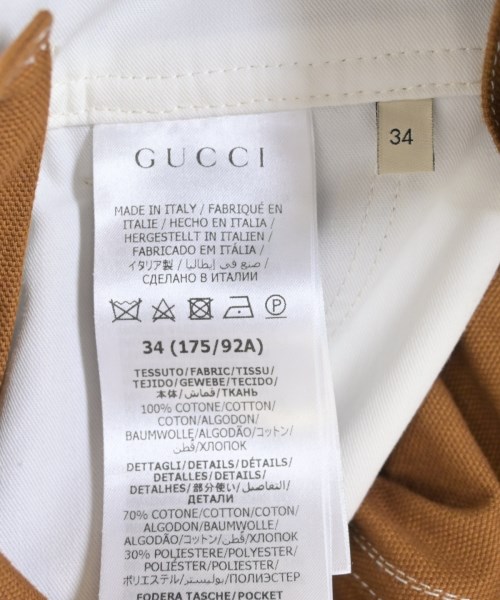 GUCCI
34
MADE IN ITALY / FABRIQUÉ EN
ITALIE / HECHO EN ITALIA /
HERGESTELLT IN ITALIEN /
FABRICADO EM ITÁLIA /
イタリア製 / صنع في إيطاليا /
СДЕЛАНО В ИТАЛИИ
P
34 (175/92A)
TESSUTO/FABRIC/TISSU/
TEJIDO/GEWEBE/TECIDO/
本体/قماش/ТКАНЬ
100% COTONE/COTTON/
COTON/ALGODON/
BAUMWOLLE/ALGODÃO/コットン/
قطن/ХЛОПОК
DETTAGLI/DETAILS/DÉTAILS/
DETALLES/DETAILS/
DETALHES/部分使い/التفاصيل/
ДЕТАЛИ
70% COTONE/COTTON/COTON/
ALGODON/BAUMWOLLE/
ALGODÃO/コットン/قطن/ХЛОПОК
30% POLIESTERE/POLYESTER/
POLIÉSTER/POLYESTER/
POLIÉSTER/POLIÉSTER/
ポリエステル/بوليستر/ПОЛИЭСТЕР
FODERA TASCHE/POCKET